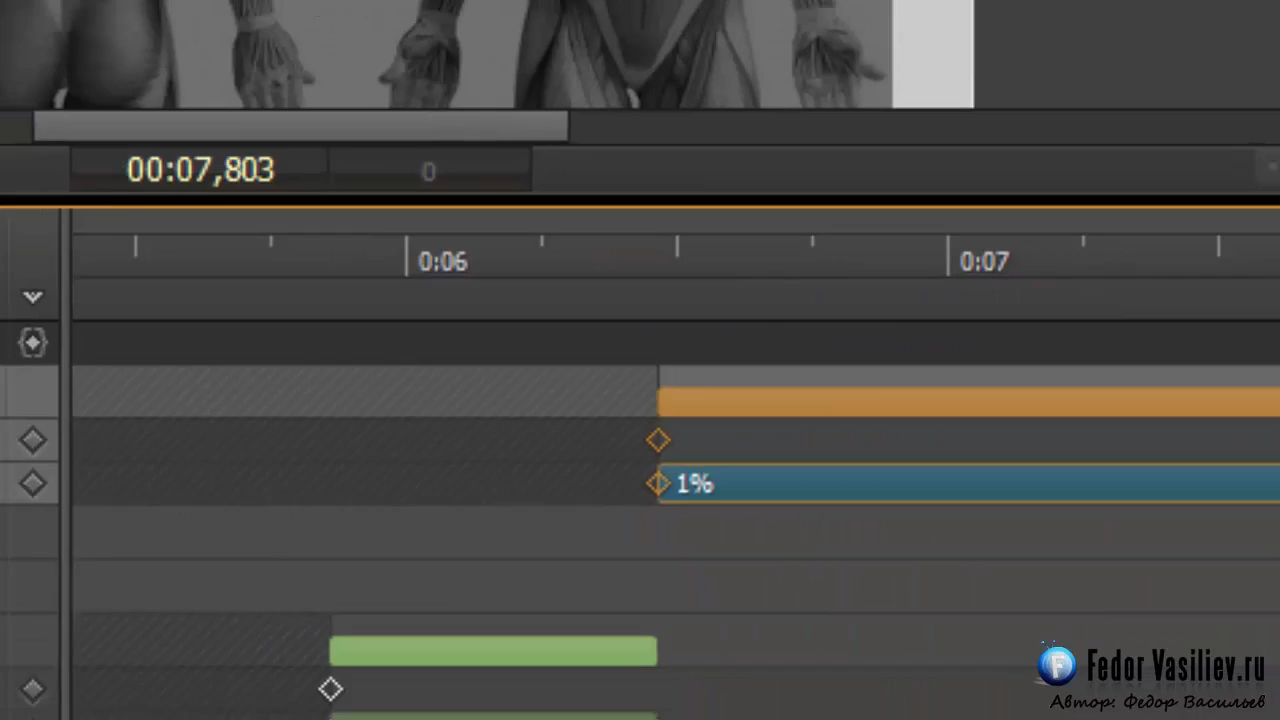 00:07,803 0
0:06 0:07
1%
F Fedor Vasiliev.ru
Автор: Федор Васильев